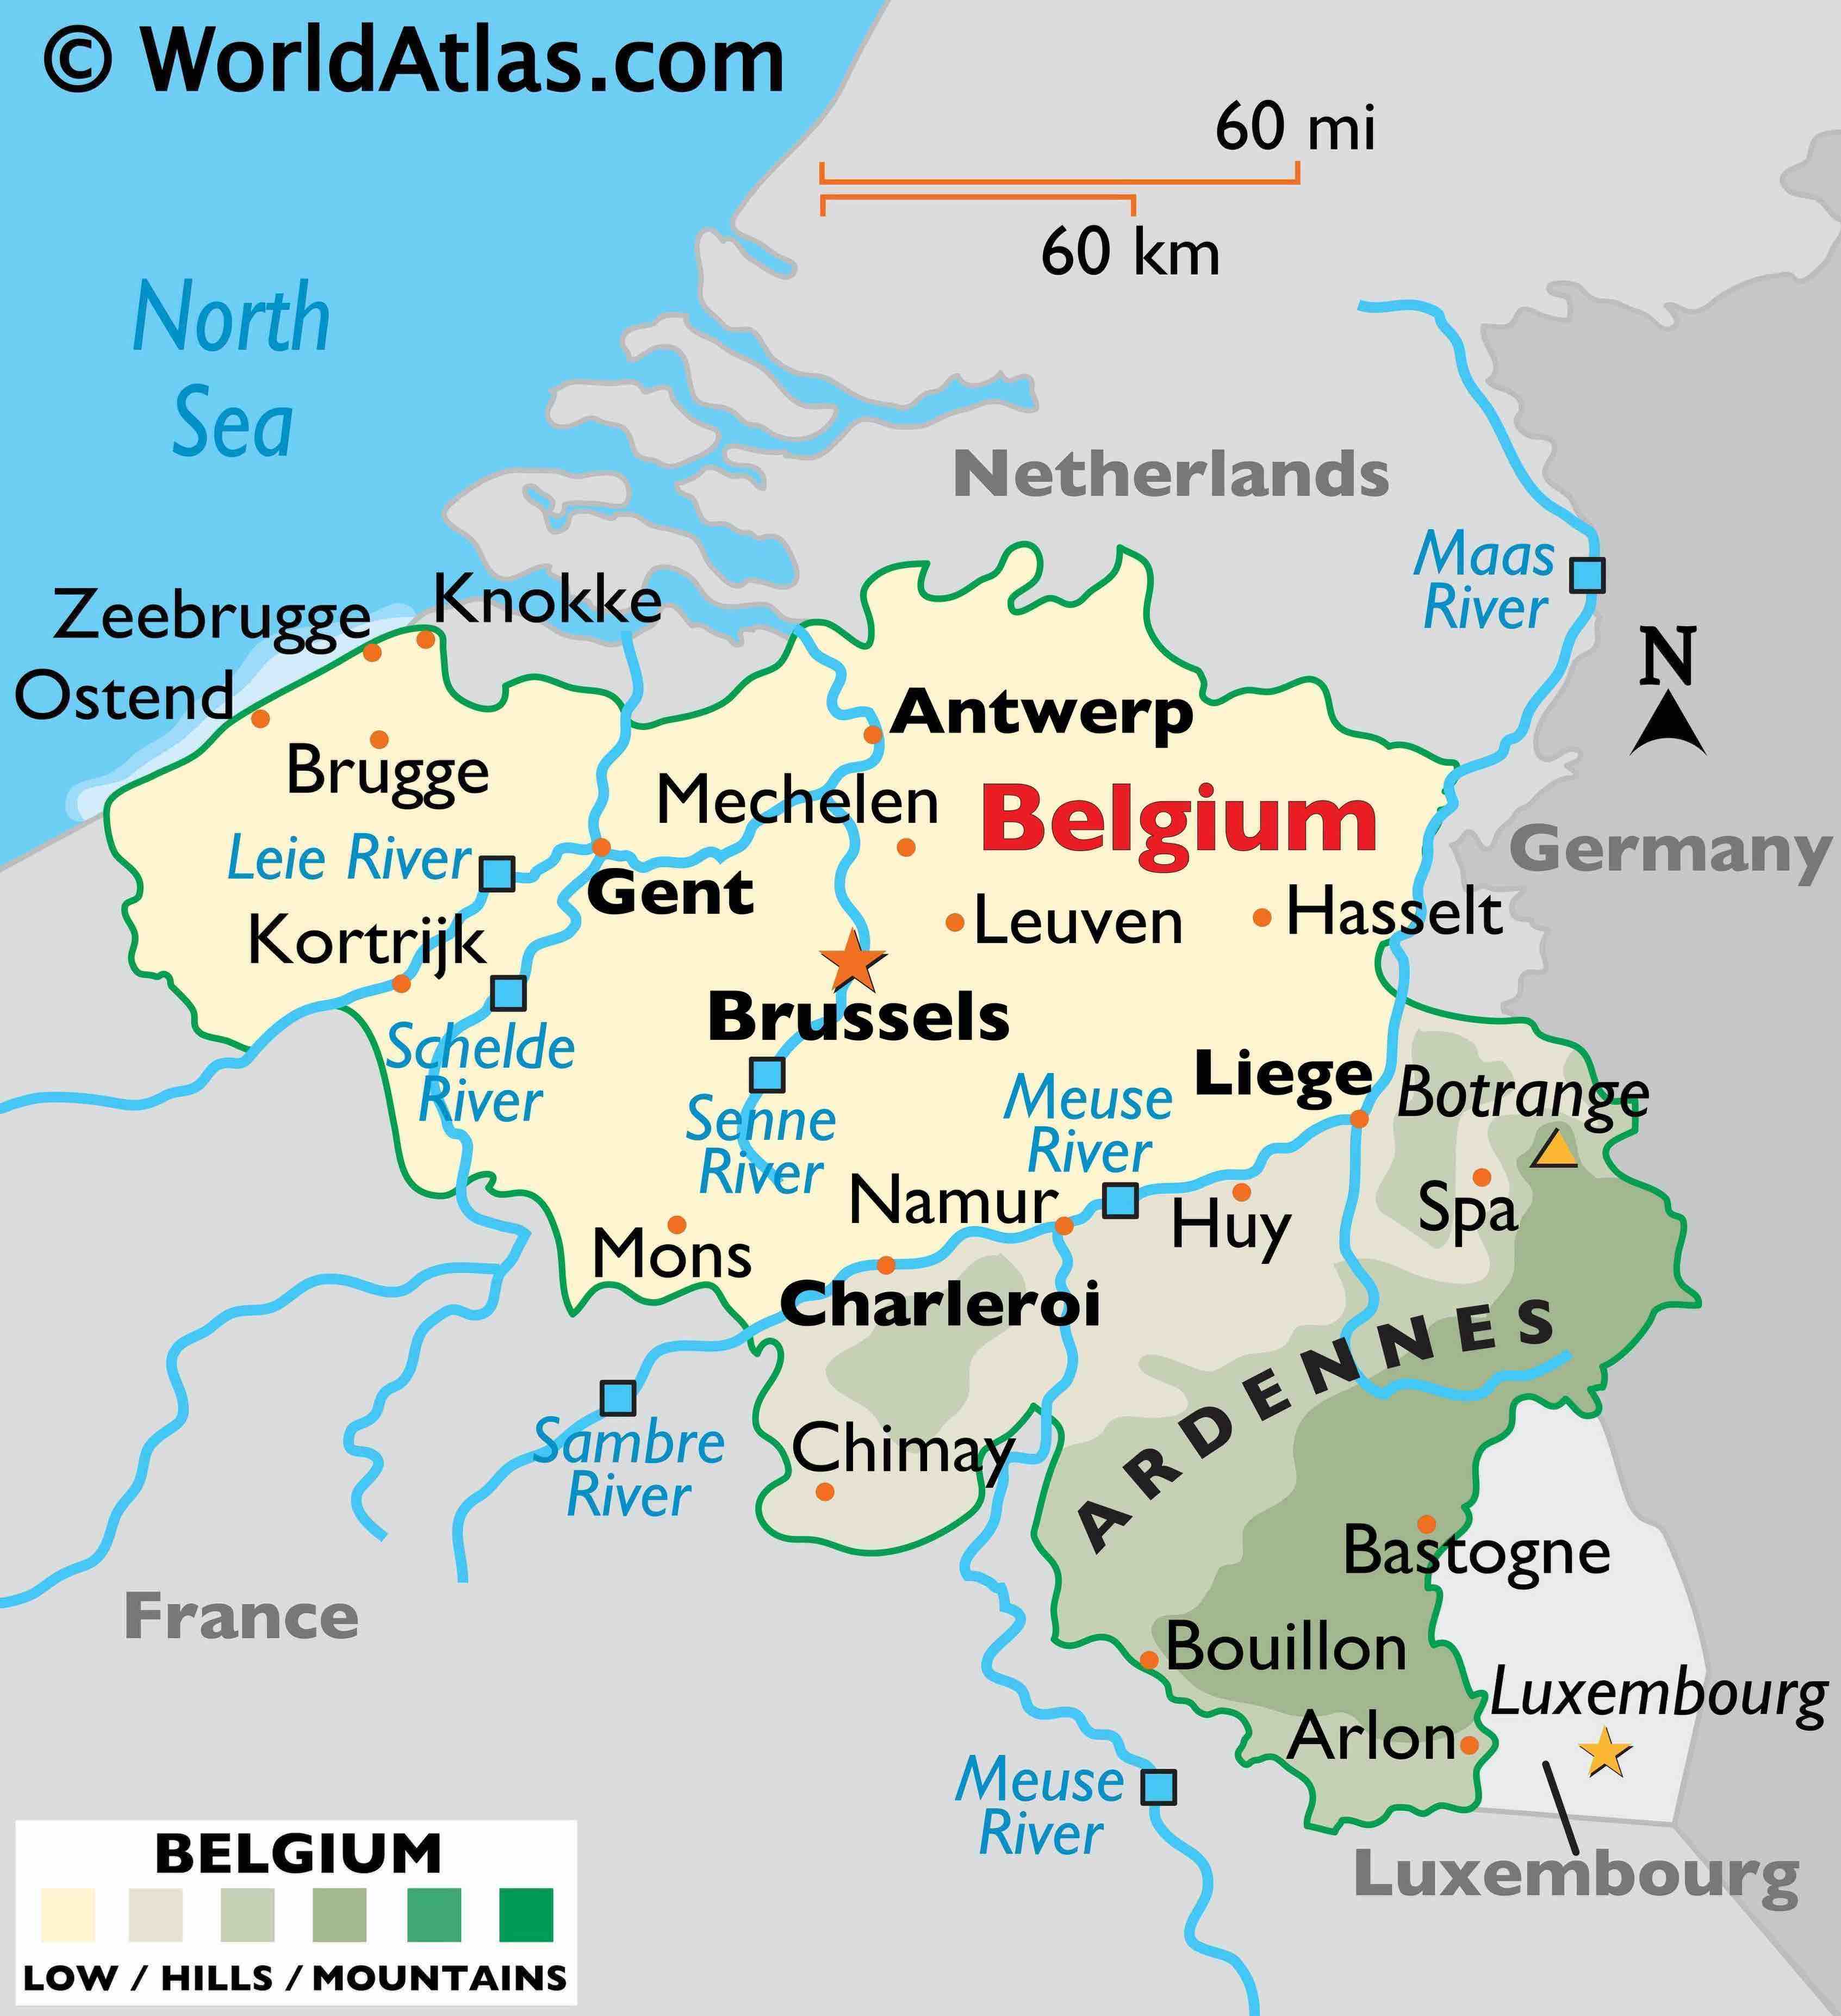 © WorldAtlas.com
60 mi
60 km
North
Sea
Netherlands
Maas
River
N
Zeebrugge
Knokke
Ostend
Antwerp
Brugge
Mechelen
Belgium
Germany
Leie River
Gent
Leuven
Hasselt
Kortrijk
Brussels
Schelde
River
Liege
Meuse
River
Botrange
Senne
River
Namur
Huy
Spa
Mons
Charleroi
ARDENNES
Sambre
River
Chimay
Bastogne
France
Bouillon
Luxembourg
Arlon
Meuse
River
Luxembourg
BELGIUM
LOW / HILLS / MOUNTAINS